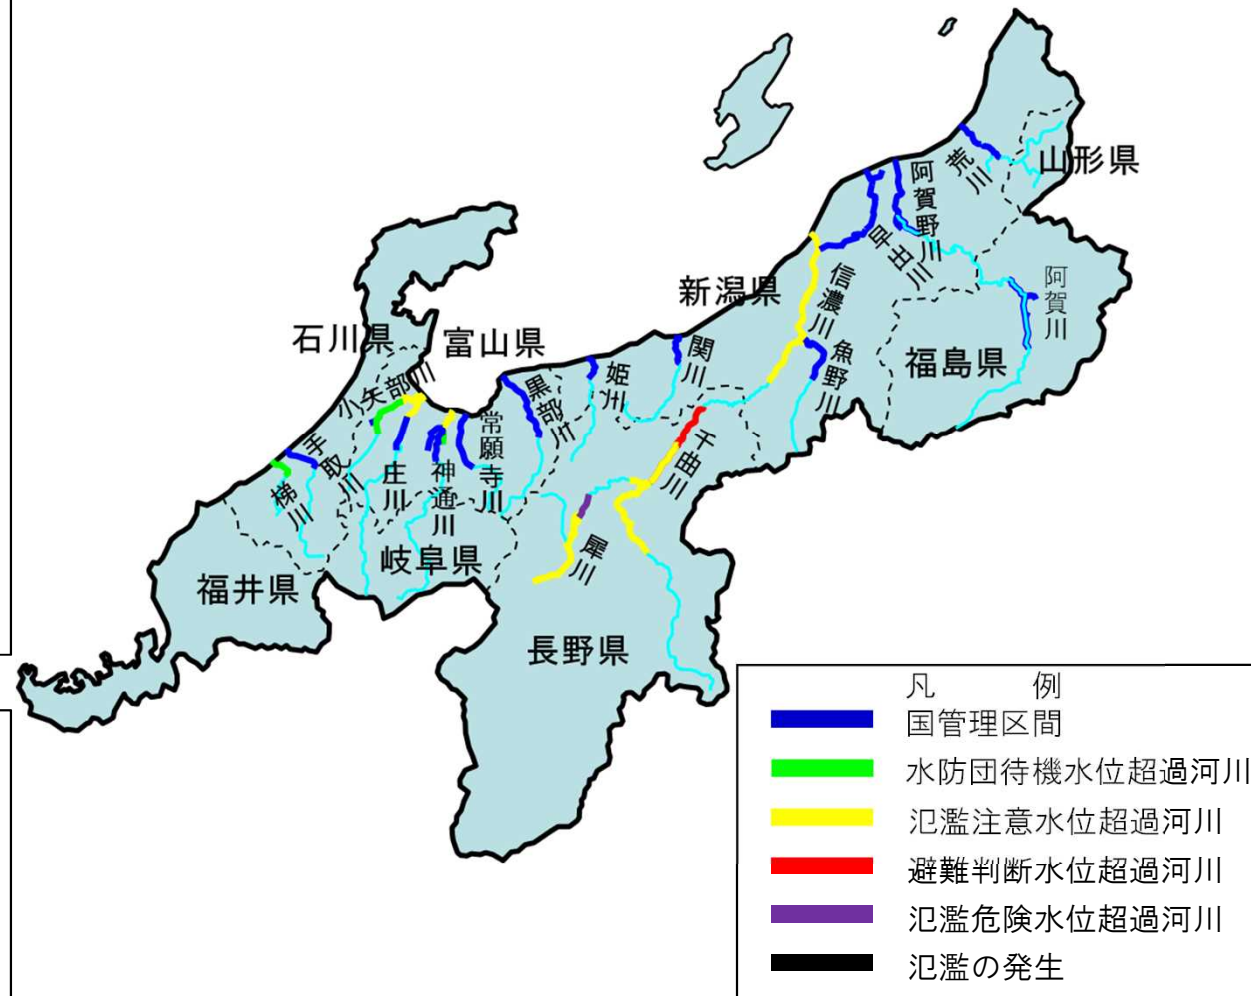 山形県
荒川
阿賀野川
早出川
阿賀川
新潟県
信濃川
魚野川
福島県
石川県
富山県
関川
姫川
黒部川
小矢部川
常願寺川
手取川
庄川
神通川
千曲川
梯川
犀川
岐阜県
福井県
長野県
凡例
国管理区間
水防団待機水位超過河川
氾濫注意水位超過河川
避難判断水位超過河川
氾濫危険水位超過河川
氾濫の発生